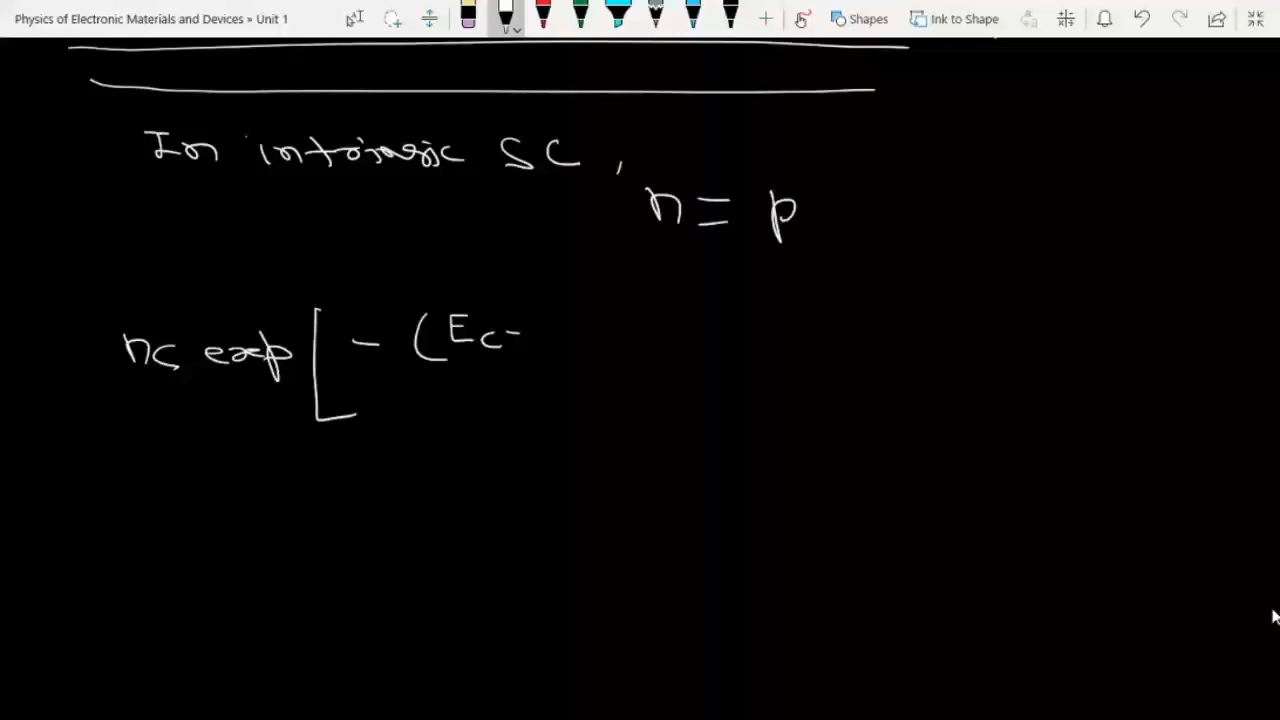 Physics of Electronic Materials and Devices » Unit 1
Shapes
Ink to Shape
In intrinsic SC,
n = p
nc exp [ - (Ec-